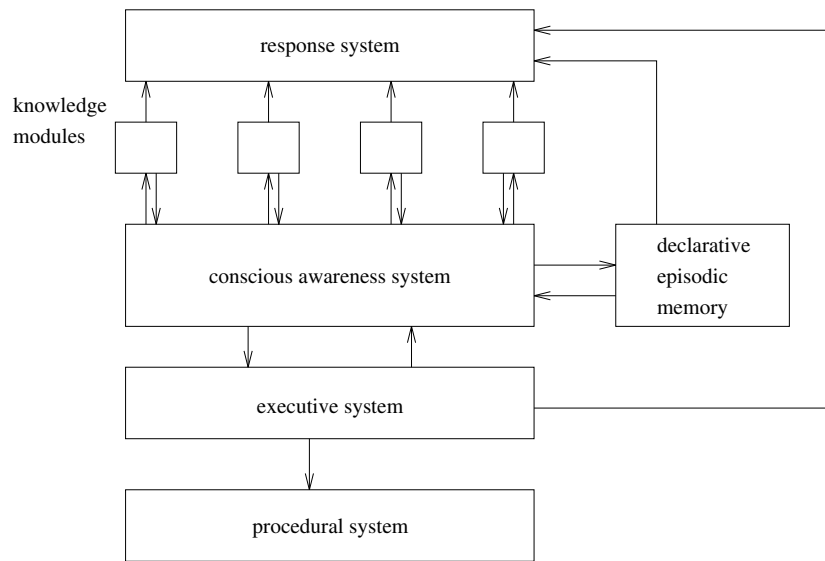 response system
knowledge
modules
conscious awareness system
declarative
episodic
memory
executive system
procedural system